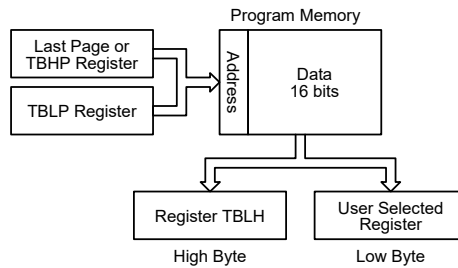 Program Memory
Last Page or
TBHP Register
TBLP Register
Address
Data
16 bits
Register TBLH
User Selected
Register
High Byte
Low Byte